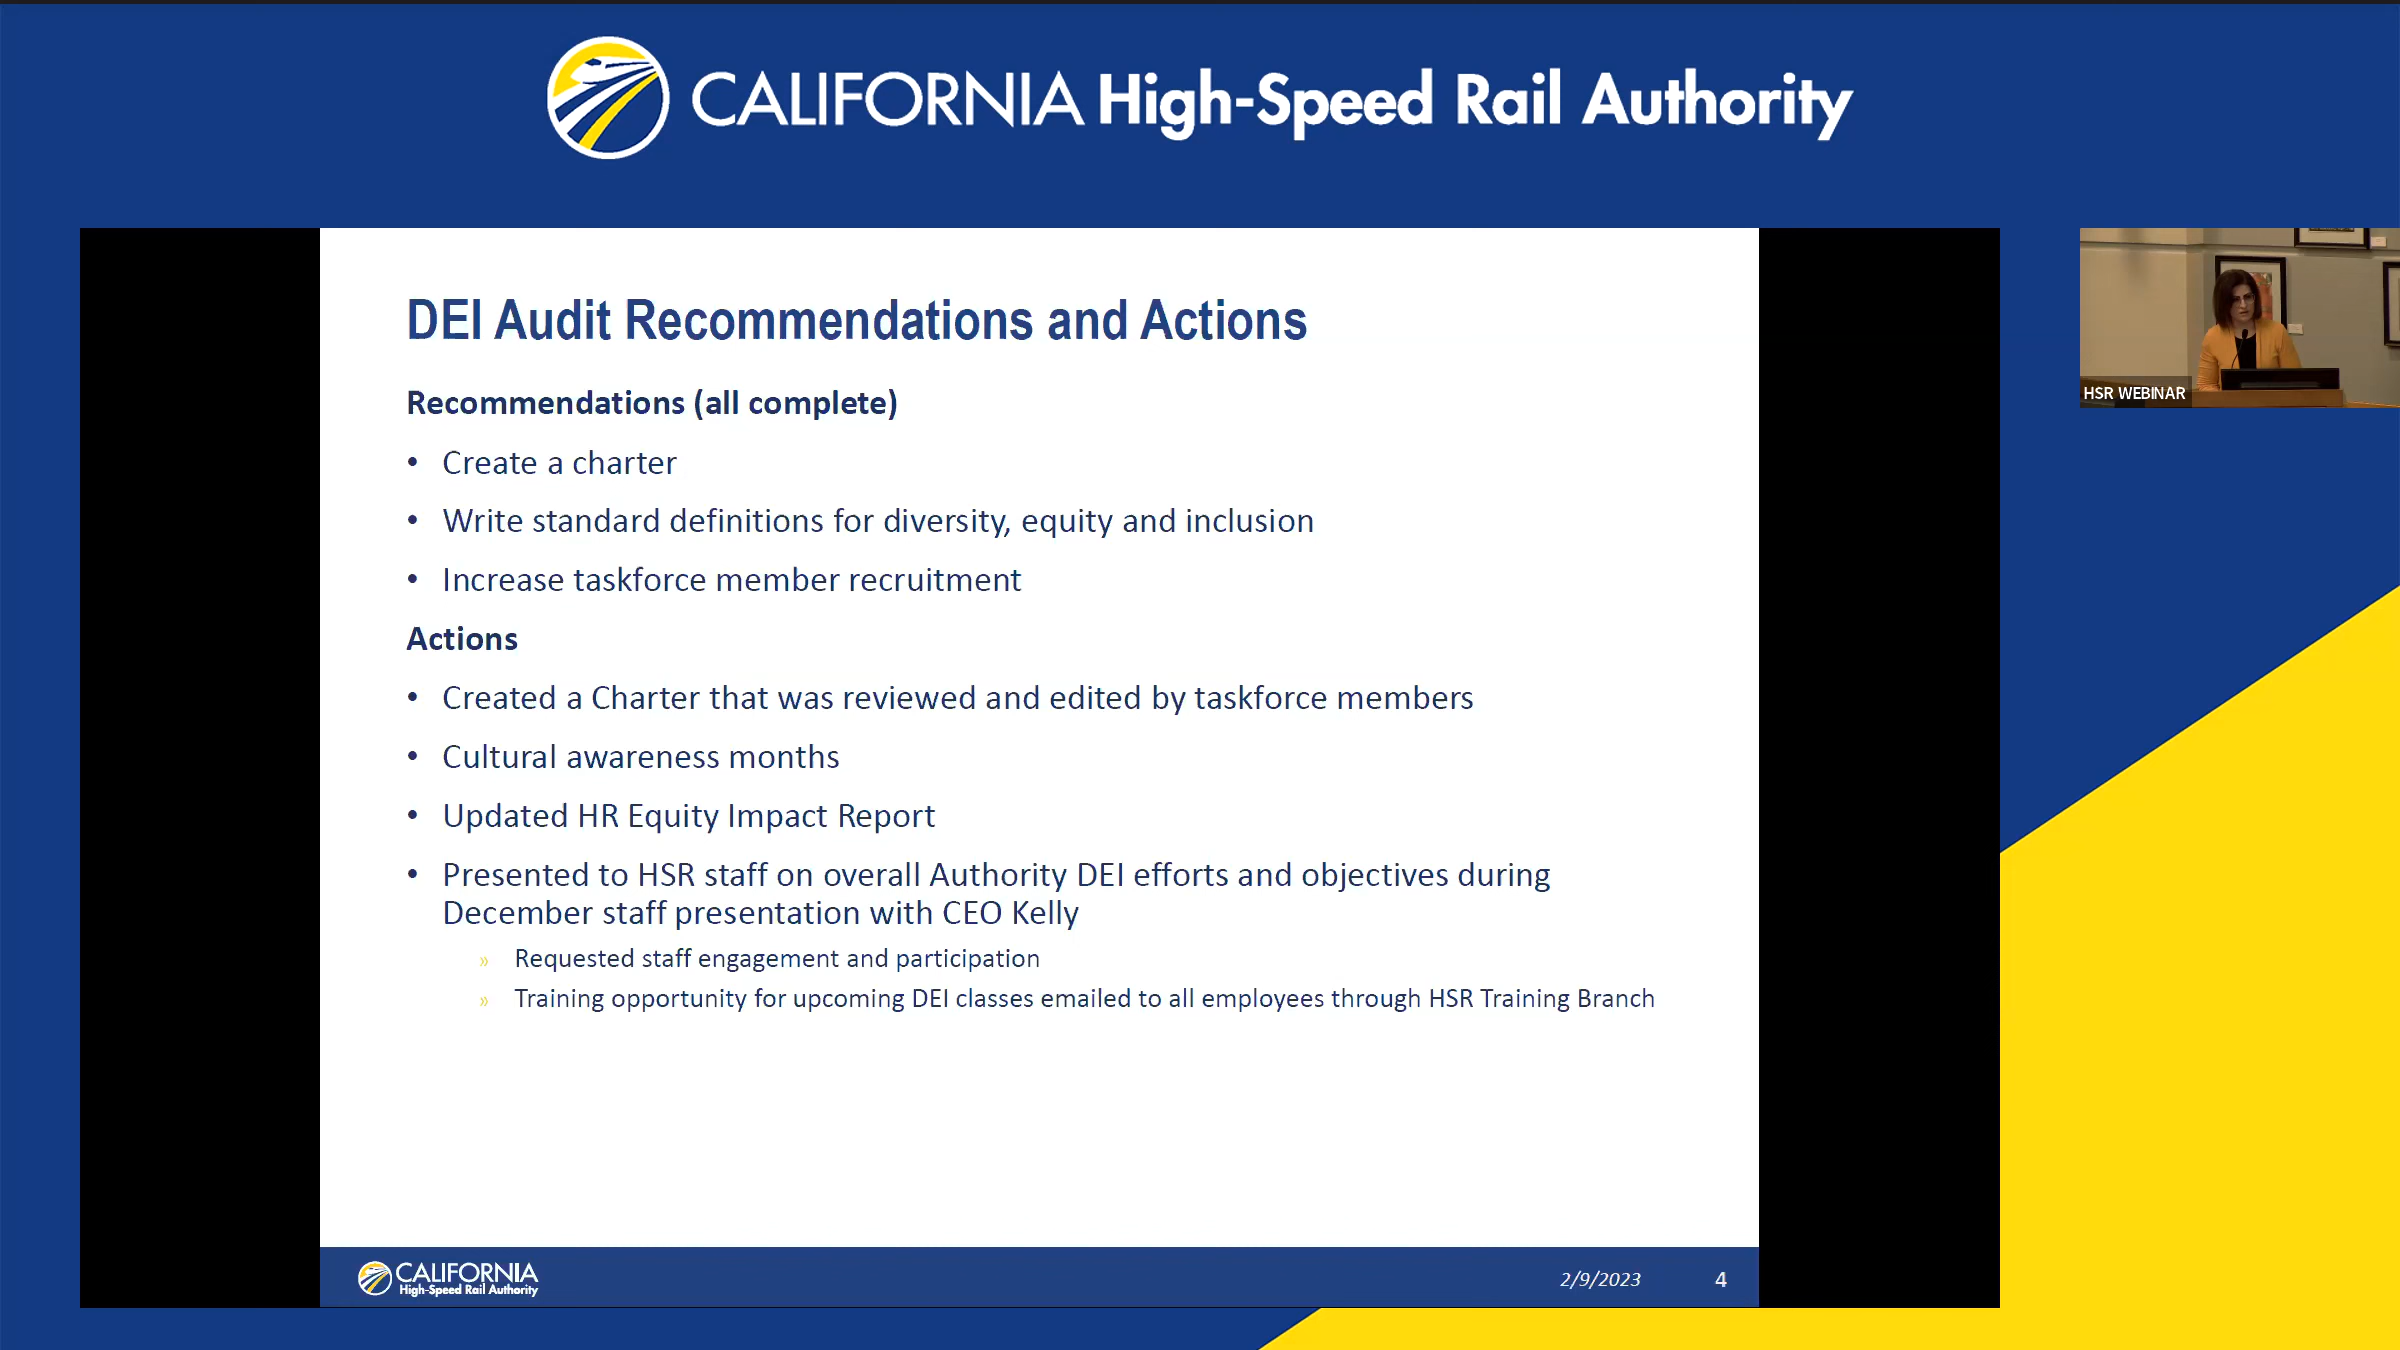 CALIFORNIA High-Speed Rail Authority
DEI Audit Recommendations and Actions
Recommendations (all complete)
• Create a charter
• Write standard definitions for diversity, equity and inclusion
• Increase taskforce member recruitment
Actions
• Created a Charter that was reviewed and edited by taskforce members
• Cultural awareness months
• Updated HR Equity Impact Report
• Presented to HSR staff on overall Authority DEI efforts and objectives during
December staff presentation with CEO Kelly
» Requested staff engagement and participation
» Training opportunity for upcoming DEI classes emailed to all employees through HSR Training Branch
CALIFORNIA
High-Speed Rail Authority
2/9/2023
4
HSR WEBINAR